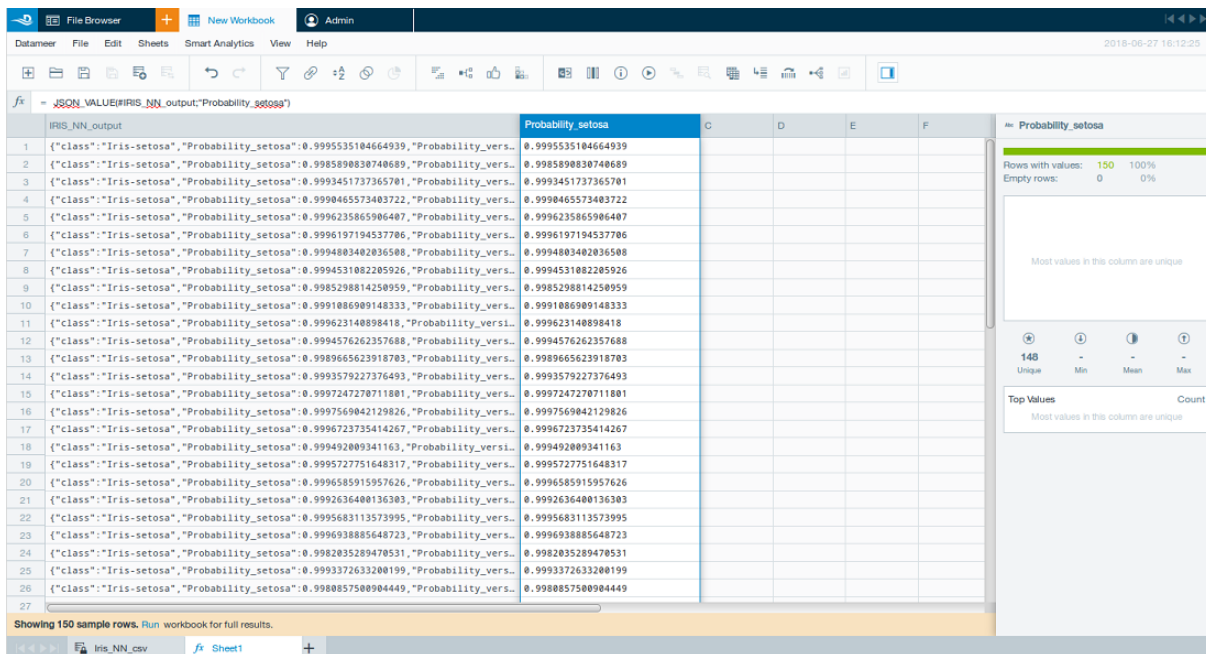 File Browser + New Workbook Admin
Datameer File Edit Sheets Smart Analytics View Help 2018-06-27 16:12:25
fx = JSON_VALUE(#IRIS_NN_output;"Probability_setosa")
IRIS_NN_output Probability_setosa C D E F Abc Probability_setosa
1 {"class":"Iris-setosa","Probability_setosa":0.9995535104664939,"Probability_vers… 0.9995535104664939
2 {"class":"Iris-setosa","Probability_setosa":0.9985890830740689,"Probability_vers… 0.9985890830740689
Rows with values: 150 100%
3 {"class":"Iris-setosa","Probability_setosa":0.9993451737365701,"Probability_vers… 0.9993451737365701
Empty rows: 0 0%
4 {"class":"Iris-setosa","Probability_setosa":0.9990465573403722,"Probability_vers… 0.9990465573403722
5 {"class":"Iris-setosa","Probability_setosa":0.9996235865906407,"Probability_vers… 0.9996235865906407
6 {"class":"Iris-setosa","Probability_setosa":0.9996197194537706,"Probability_vers… 0.9996197194537706
7 {"class":"Iris-setosa","Probability_setosa":0.9994803402036508,"Probability_vers… 0.9994803402036508
Most values in this column are unique
8 {"class":"Iris-setosa","Probability_setosa":0.9994531082205926,"Probability_vers… 0.9994531082205926
9 {"class":"Iris-setosa","Probability_setosa":0.9985298814250959,"Probability_vers… 0.9985298814250959
10 {"class":"Iris-setosa","Probability_setosa":0.9991086909148333,"Probability_vers… 0.9991086909148333
11 {"class":"Iris-setosa","Probability_setosa":0.999623140898418,"Probability_versi… 0.999623140898418
12 {"class":"Iris-setosa","Probability_setosa":0.9994576262357688,"Probability_vers… 0.9994576262357688
13 {"class":"Iris-setosa","Probability_setosa":0.9989665623918703,"Probability_vers… 0.9989665623918703
148 - - -
14 {"class":"Iris-setosa","Probability_setosa":0.9993579227376493,"Probability_vers… 0.9993579227376493
Unique Min Mean Max
15 {"class":"Iris-setosa","Probability_setosa":0.9997247270711801,"Probability_vers… 0.9997247270711801
Top Values Count
16 {"class":"Iris-setosa","Probability_setosa":0.9997569042129826,"Probability_vers… 0.9997569042129826
Most values in this column are unique
17 {"class":"Iris-setosa","Probability_setosa":0.9996723735414267,"Probability_vers… 0.9996723735414267
18 {"class":"Iris-setosa","Probability_setosa":0.999492009341163,"Probability_versi… 0.999492009341163
19 {"class":"Iris-setosa","Probability_setosa":0.9995727751648317,"Probability_vers… 0.9995727751648317
20 {"class":"Iris-setosa","Probability_setosa":0.9996585915957626,"Probability_vers… 0.9996585915957626
21 {"class":"Iris-setosa","Probability_setosa":0.9992636400136303,"Probability_vers… 0.9992636400136303
22 {"class":"Iris-setosa","Probability_setosa":0.9995683113573995,"Probability_vers… 0.9995683113573995
23 {"class":"Iris-setosa","Probability_setosa":0.9996938885648723,"Probability_vers… 0.9996938885648723
24 {"class":"Iris-setosa","Probability_setosa":0.9982035289470531,"Probability_vers… 0.9982035289470531
25 {"class":"Iris-setosa","Probability_setosa":0.9993372633200199,"Probability_vers… 0.9993372633200199
26 {"class":"Iris-setosa","Probability_setosa":0.9980857500904449,"Probability_vers… 0.9980857500904449
27
Showing 150 sample rows. Run workbook for full results.
Iris_NN_csv fx Sheet1 +